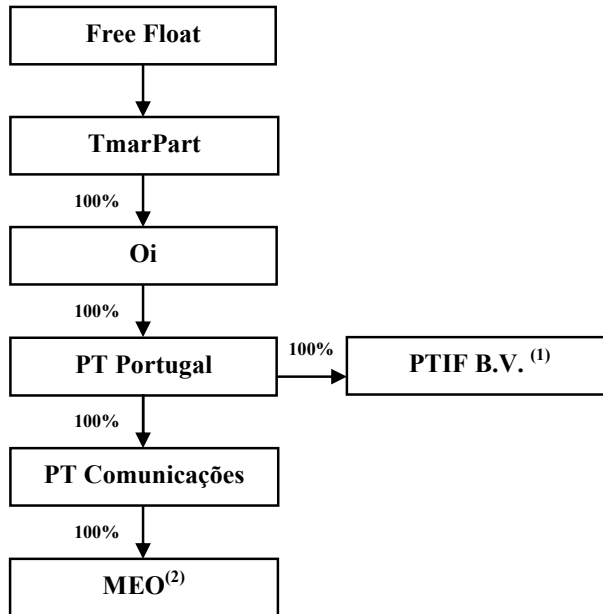 Free Float
TmarPart
100%
Oi
100%
PT Portugal
100%
PTIF B.V. (1)
100%
PT Comunicações
100%
MEO(2)